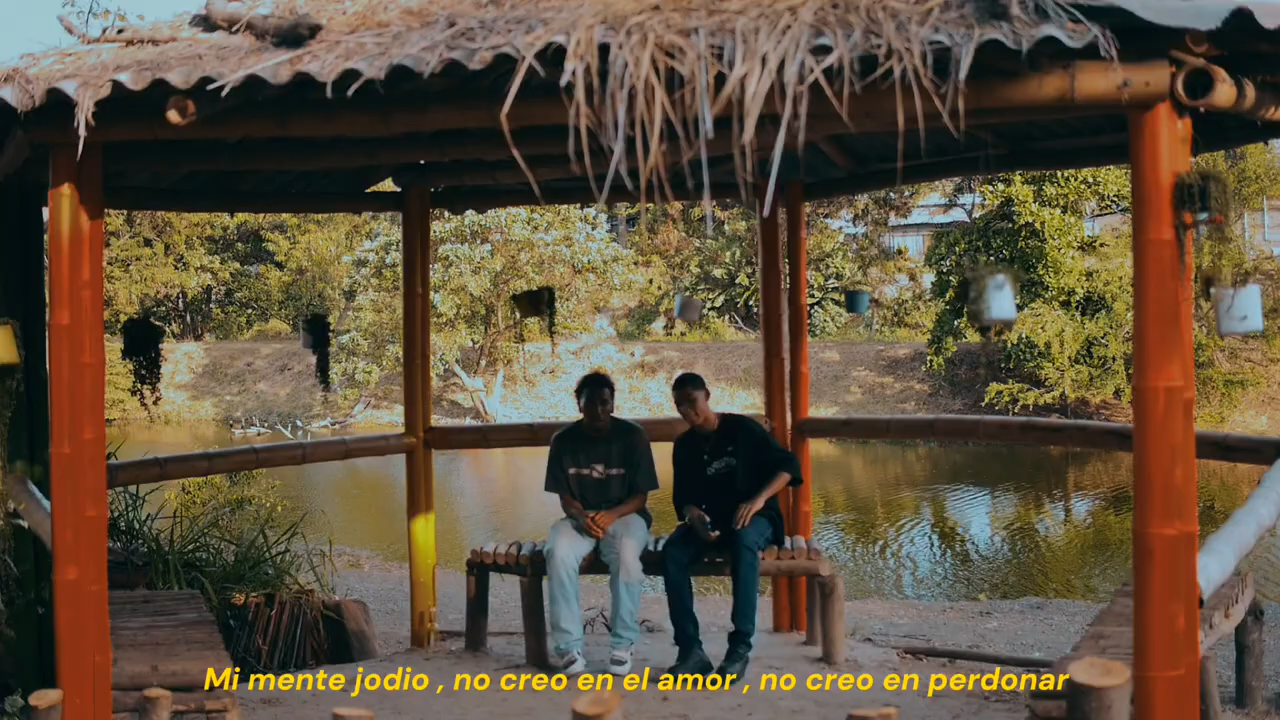 Mi mente jodio , no creo en el amor , no creo en perdonar